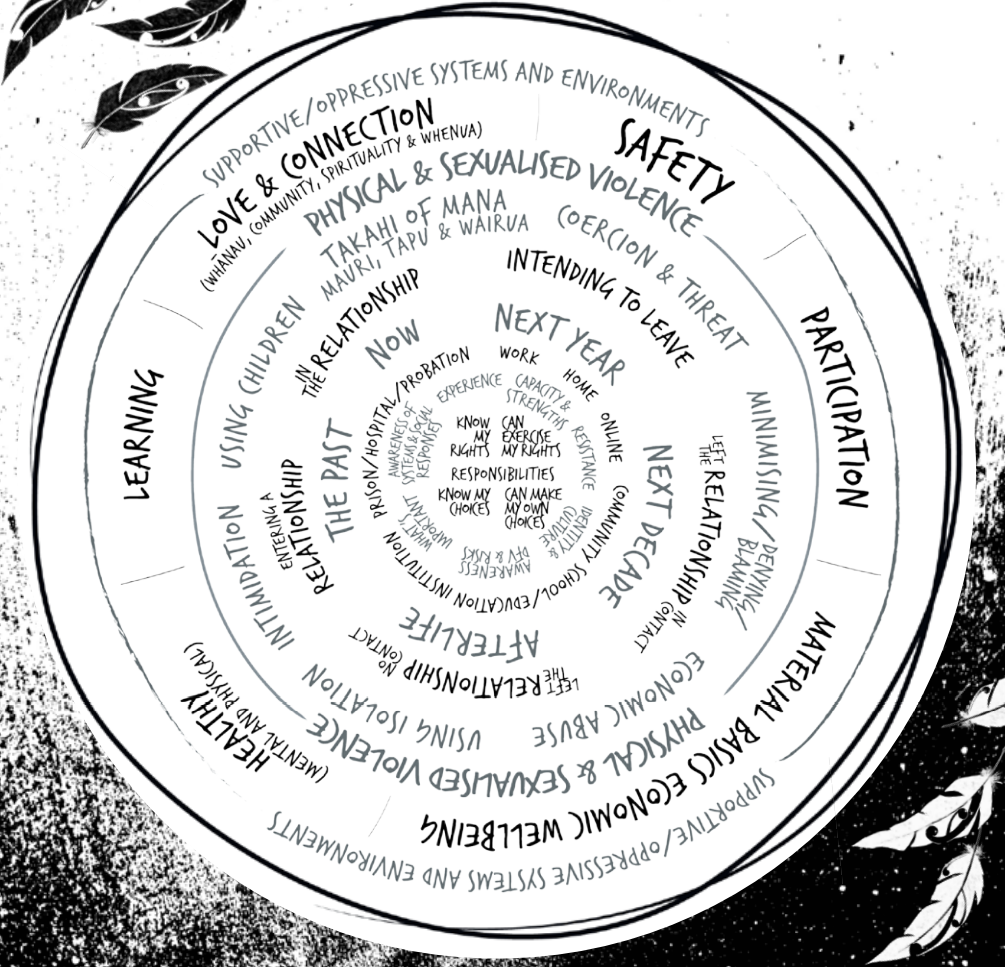 SUPPORTIVE/OPPRESSIVE SYSTEMS AND ENVIRONMENTS
LOVE & CONNECTION
(WHĀNAU, COMMUNITY, SPIRITUALITY & WHENUA)
SAFETY
PARTICIPATION
MATERIAL BASICS ECONOMIC WELLBEING
SUPPORTIVE/OPPRESSIVE SYSTEMS AND ENVIRONMENTS
HEALTHY
(MENTAL AND PHYSICAL)
LEARNING
PHYSICAL & SEXUALISED VIOLENCE
PHYSICAL & SEXUALISED VIOLENCE
TAKAHI OF MANA
MAURI, TAPU & WAIRUA
COERCION & THREAT
MINIMISING/DENYING/
BLAMING
ECONOMIC ABUSE
USING ISOLATION
INTIMIDATION
USING CHILDREN
IN
THE RELATIONSHIP
INTENDING TO LEAVE
LEFT
THE RELATIONSHIP IN
CONTACT
LEFT
THE RELATIONSHIP NO
CONTACT
ENTERING A
RELATIONSHIP
NOW
NEXT YEAR
NEXT DECADE
AFTERLIFE
THE PAST
PRISON/HOSPITAL/PROBATION
WORK
HOME
ONLINE
COMMUNITY
SCHOOL/EDUCATION INSTITUTION
EXPERIENCE
CAPACITY &
STRENGTHS
RESISTANCE
IDENTITY &
CULTURE
AWARENESS
DFV & RISKS
WHAT'S
IMPORTANT
AWARENESS OF
SYSTEMS & LOCAL
RESPONSES
KNOW
MY
RIGHTS
CAN
EXERCISE
MY RIGHTS
RESPONSIBILITIES
KNOW MY
CHOICES
CAN MAKE
MY OWN
CHOICES